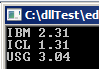 C:\dllTest\ed
IBM 2.31
ICL 1.31
USG 3.04